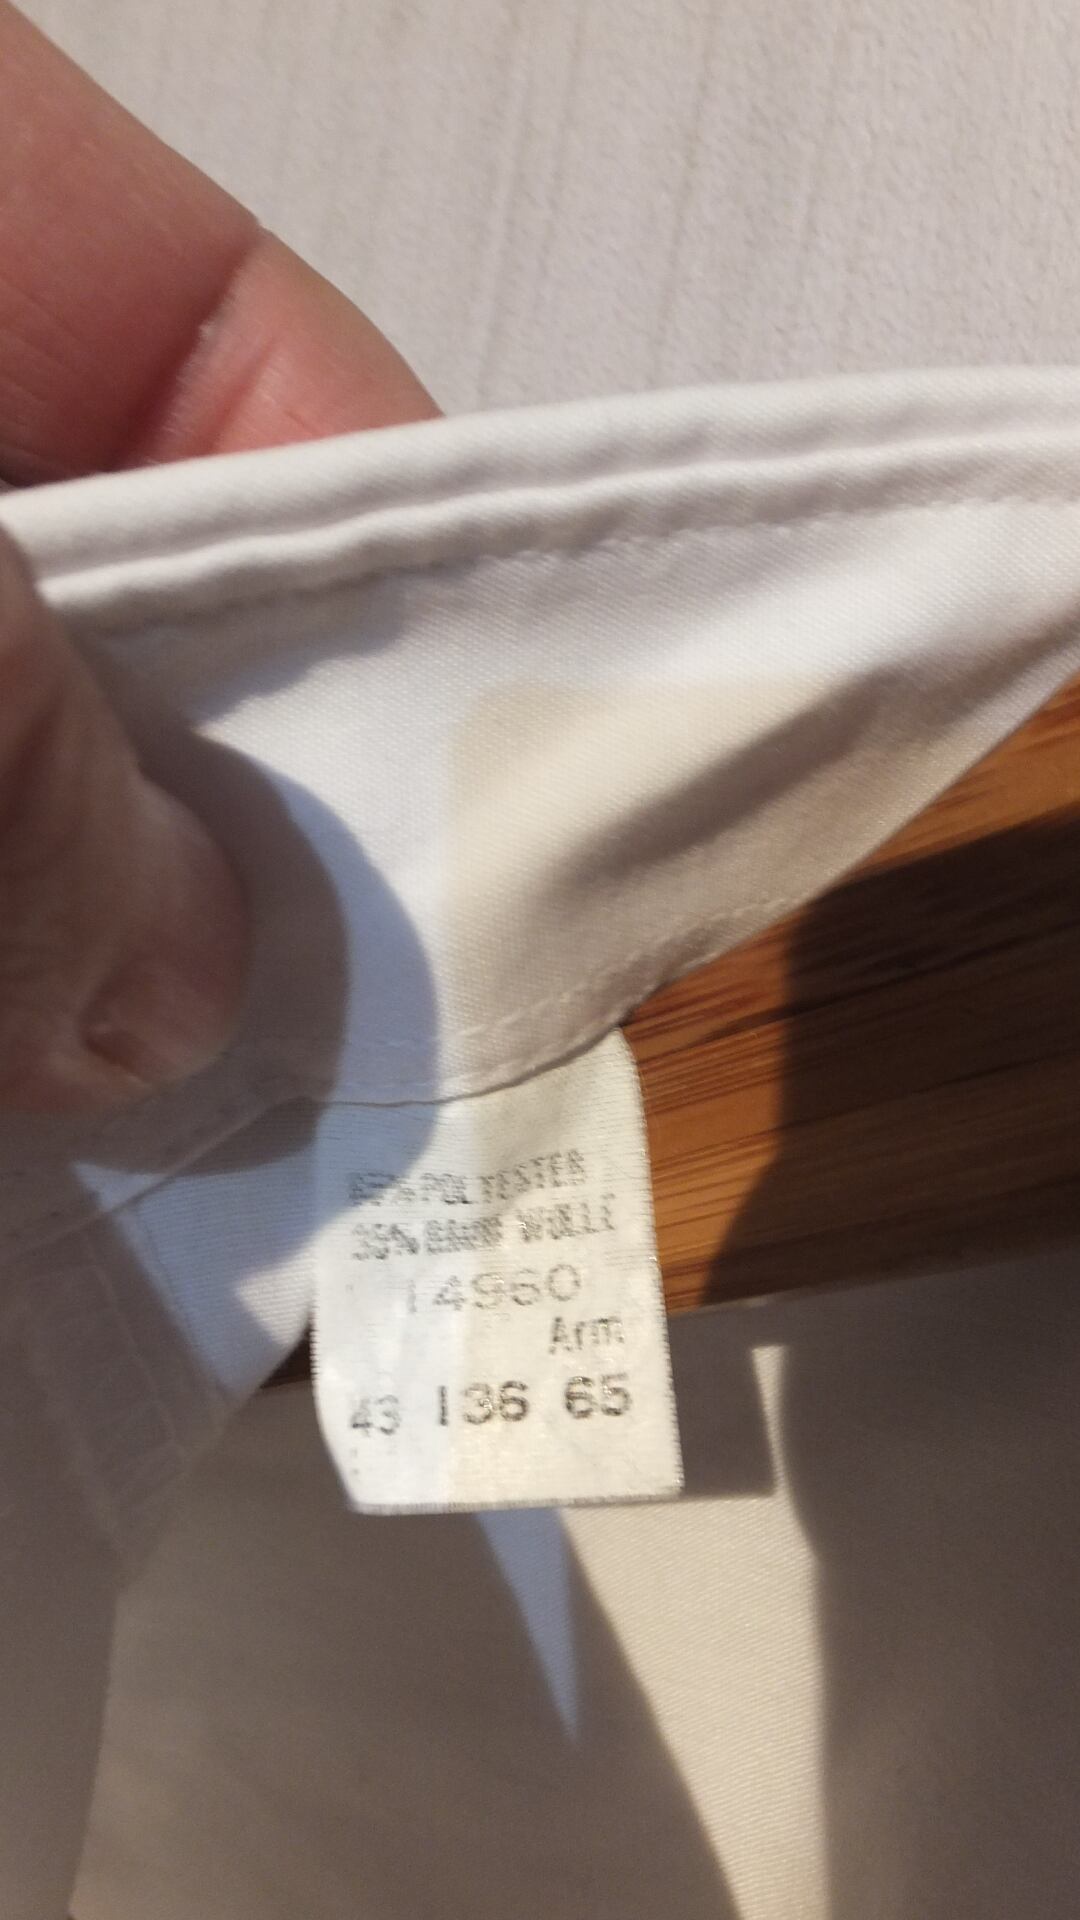 65% POLYESTER
35% BAUMWOLLE
14960
Arm
43 136 65